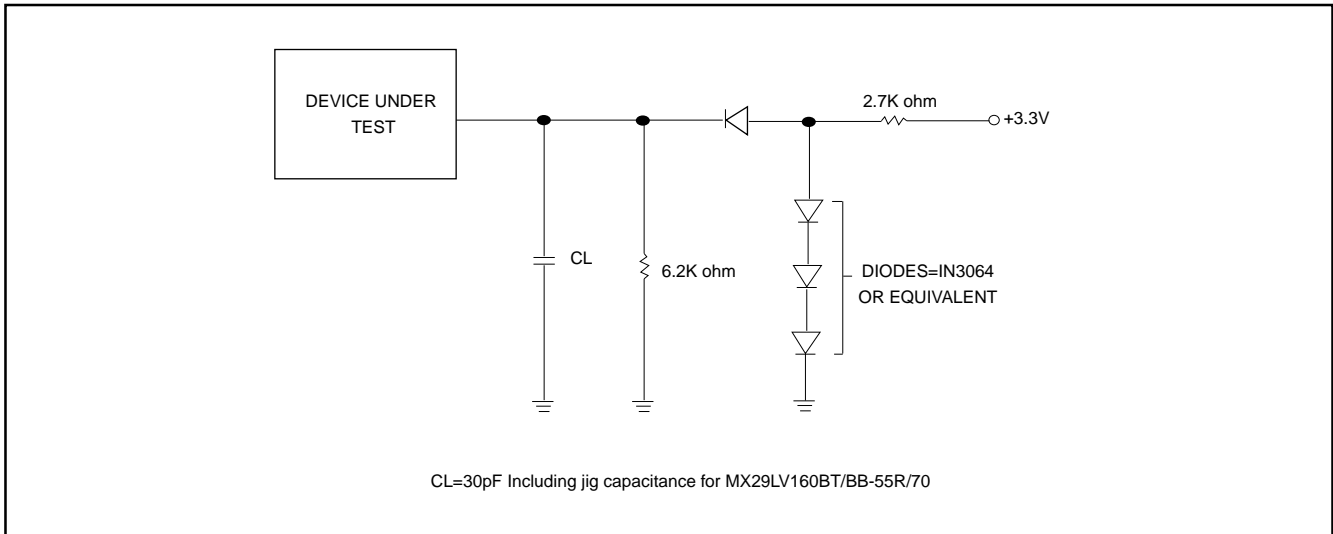 DEVICE UNDER
TEST
2.7K ohm
+3.3V
CL
6.2K ohm
DIODES=IN3064
OR EQUIVALENT
CL=30pF Including jig capacitance for MX29LV160BT/BB-55R/70